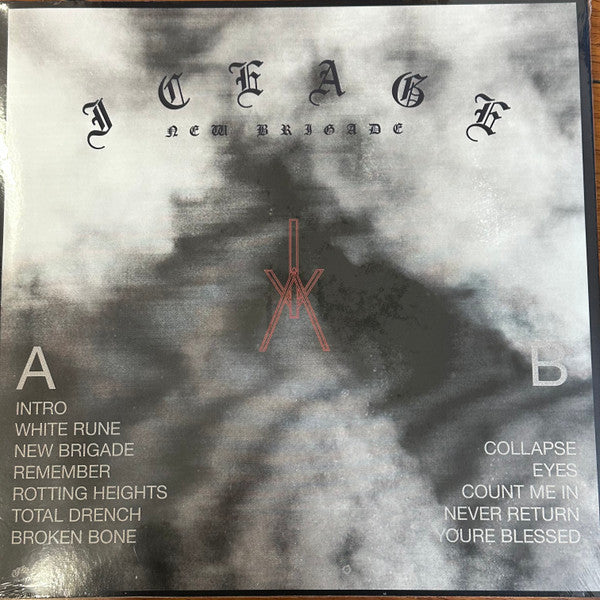 ICEAGE
NEW BRIGADE
A
INTRO
WHITE RUNE
NEW BRIGADE
REMEMBER
ROTTING HEIGHTS
TOTAL DRENCH
BROKEN BONE
B
COLLAPSE
EYES
COUNT ME IN
NEVER RETURN
YOURE BLESSED